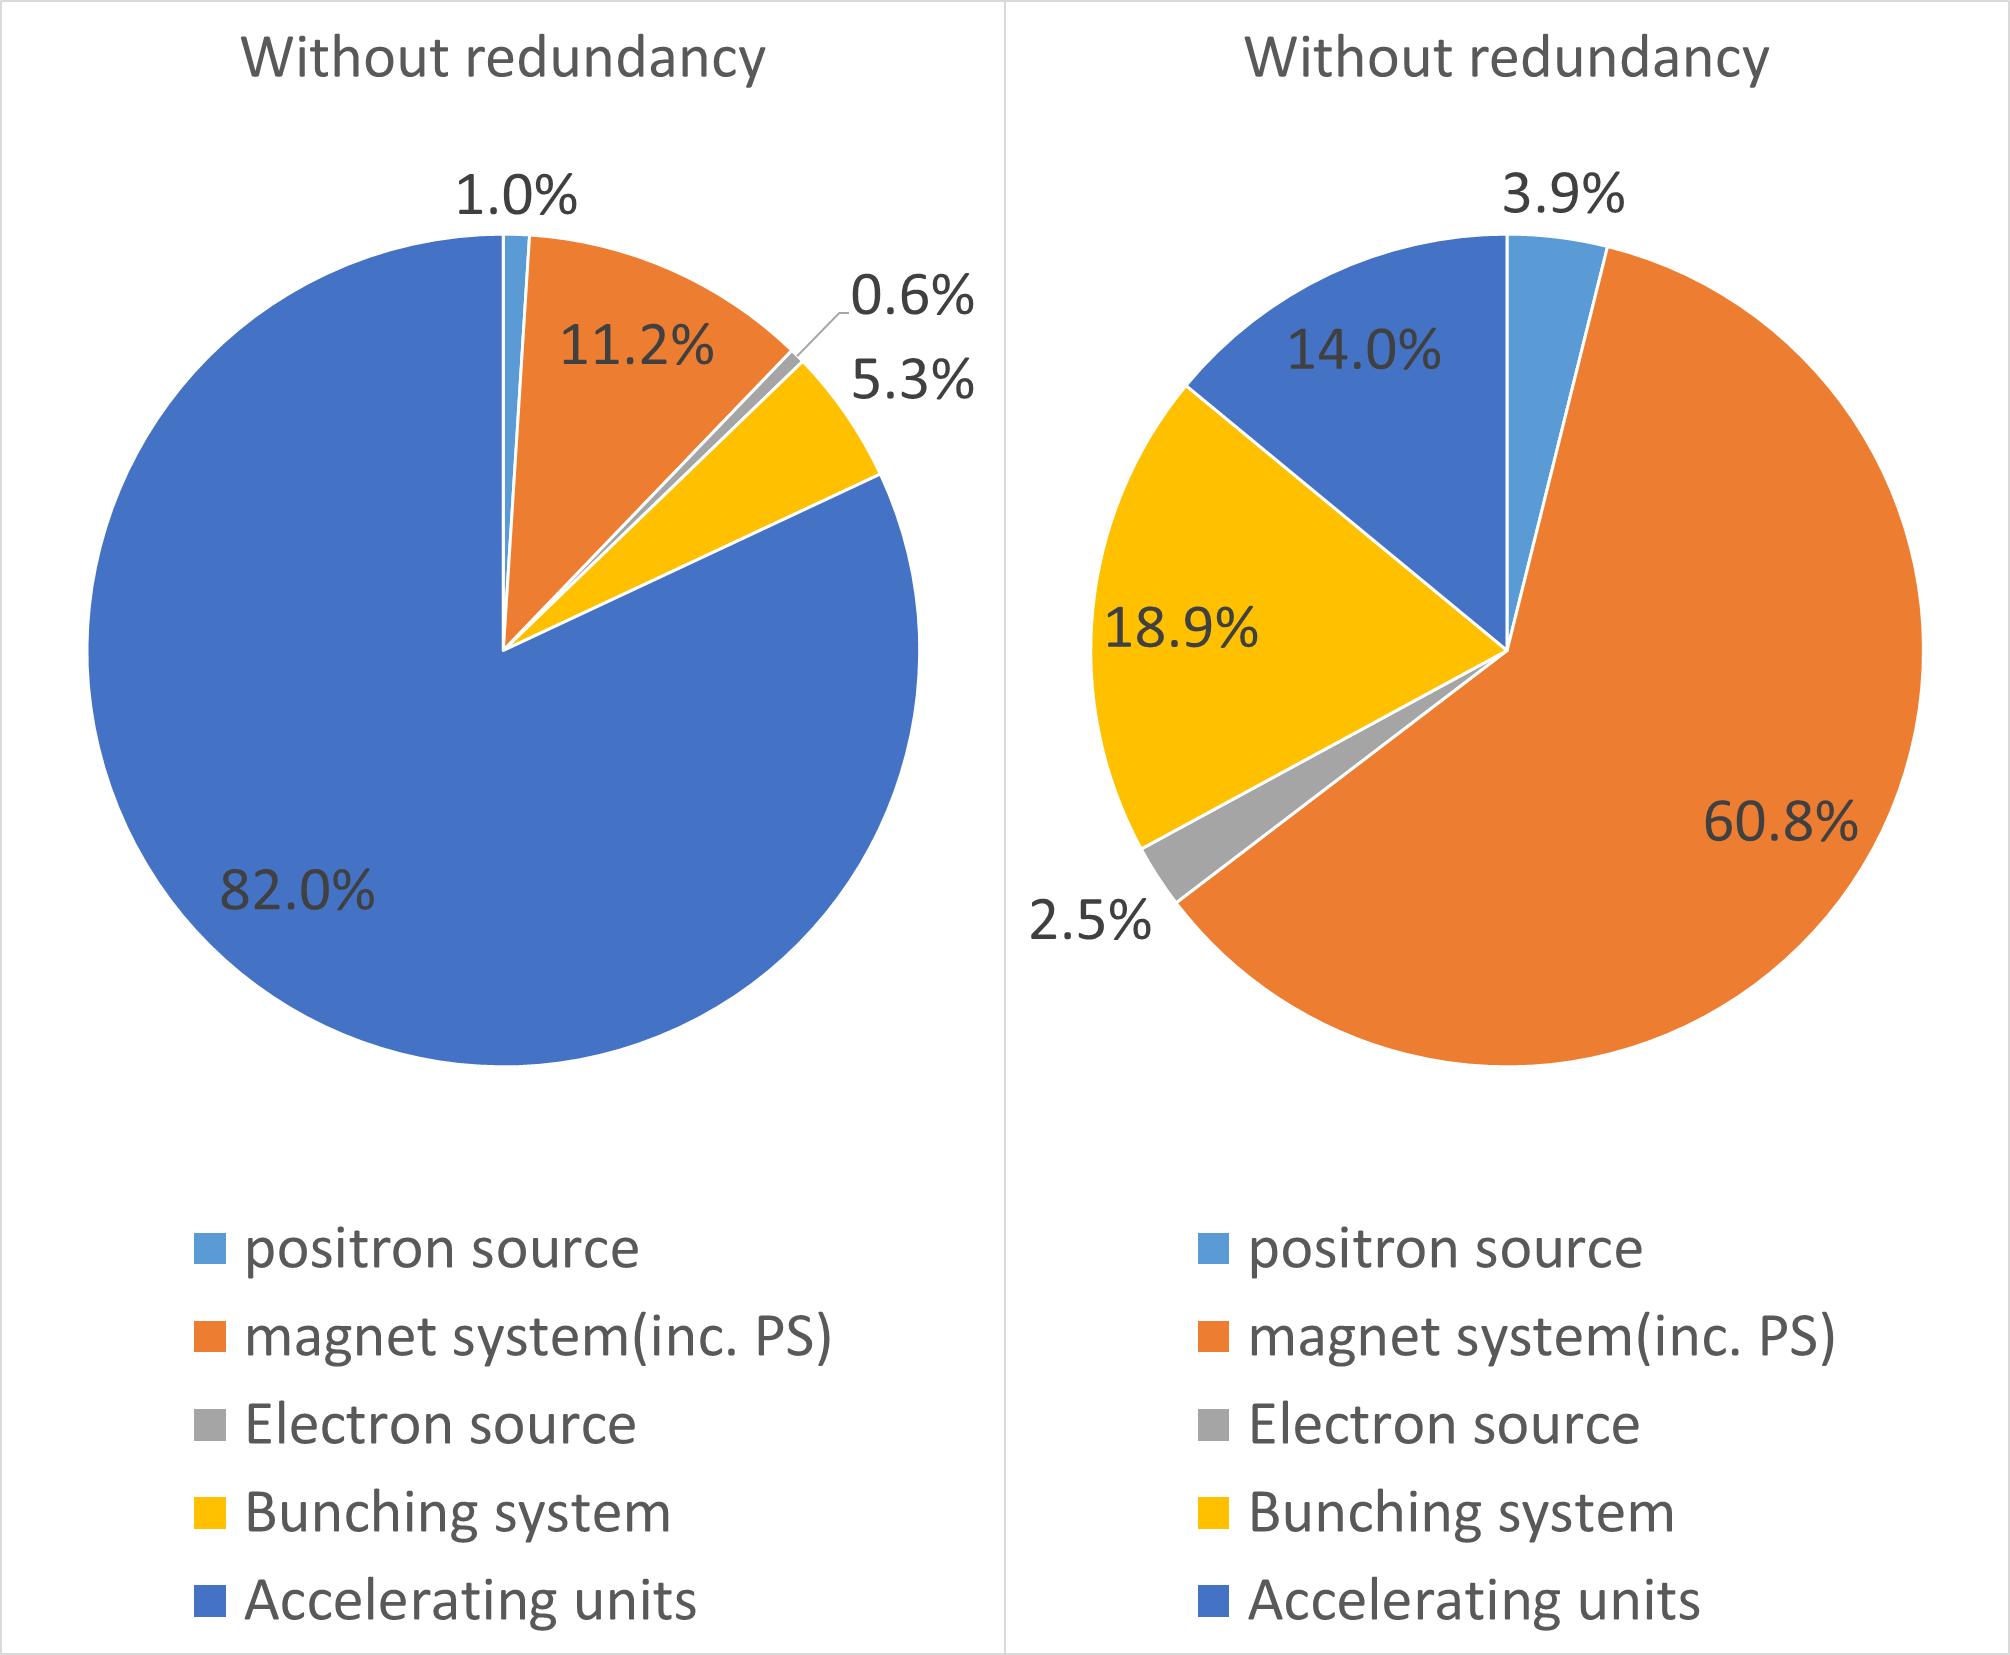 Without redundancy
1.0%
11.2%
0.6%
5.3%
82.0%
positron source
magnet system(inc. PS)
Electron source
Bunching system
Accelerating units
Without redundancy
3.9%
14.0%
18.9%
60.8%
2.5%
positron source
magnet system(inc. PS)
Electron source
Bunching system
Accelerating units